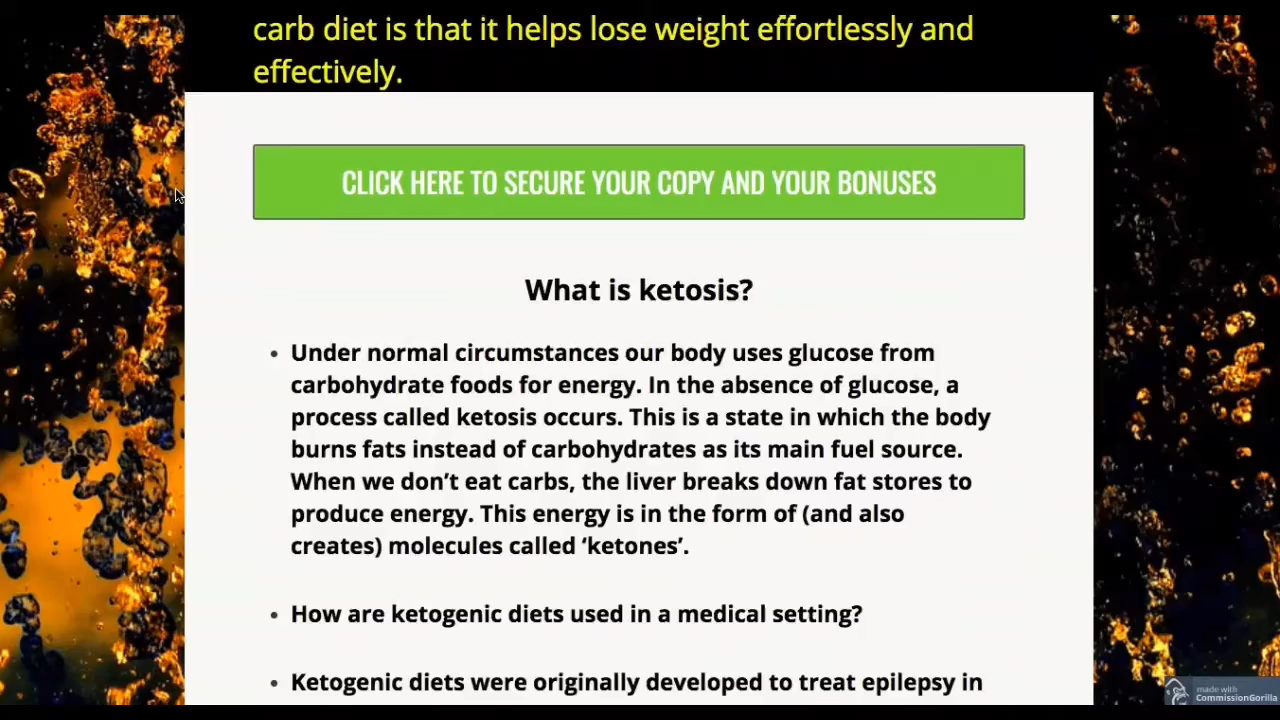 carb diet is that it helps lose weight effortlessly and
effectively.
CLICK HERE TO SECURE YOUR COPY AND YOUR BONUSES
What is ketosis?
• Under normal circumstances our body uses glucose from
carbohydrate foods for energy. In the absence of glucose, a
process called ketosis occurs. This is a state in which the body
burns fats instead of carbohydrates as its main fuel source.
When we don’t eat carbs, the liver breaks down fat stores to
produce energy. This energy is in the form of (and also
creates) molecules called ‘ketones’.
• How are ketogenic diets used in a medical setting?
• Ketogenic diets were originally developed to treat epilepsy in
made with
CommissionGorilla